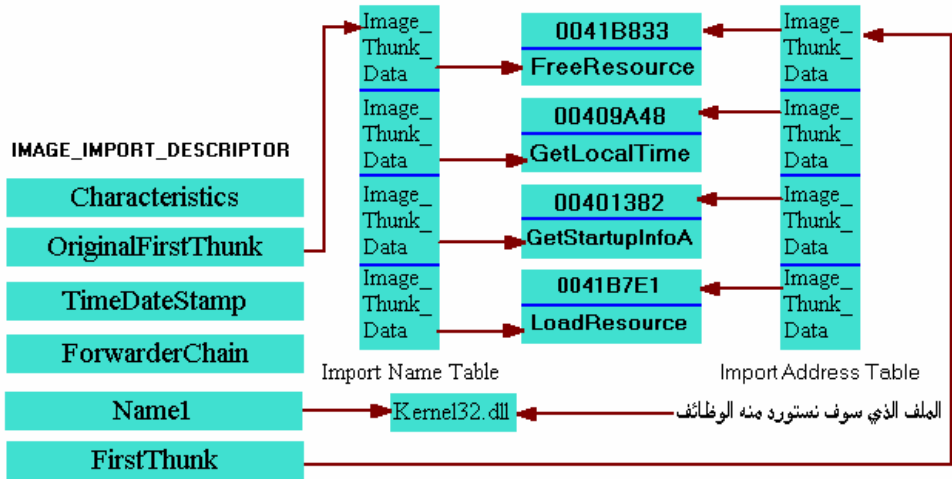 IMAGE_IMPORT_DESCRIPTOR
Characteristics
OriginalFirstThunk
TimeDateStamp
ForwarderChain
Name1
FirstThunk
Image_
Thunk_
Data
Image_
Thunk_
Data
Image_
Thunk_
Data
Image_
Thunk_
Data
Import Name Table
0041B833
FreeResource
00409A48
GetLocalTime
00401382
GetStartupInfoA
0041B7E1
LoadResource
Kernel32.dll
Image_
Thunk_
Data
Image_
Thunk_
Data
Image_
Thunk_
Data
Image_
Thunk_
Data
Import Address Table
الملف الذي سوف نستورد منه الوظائف